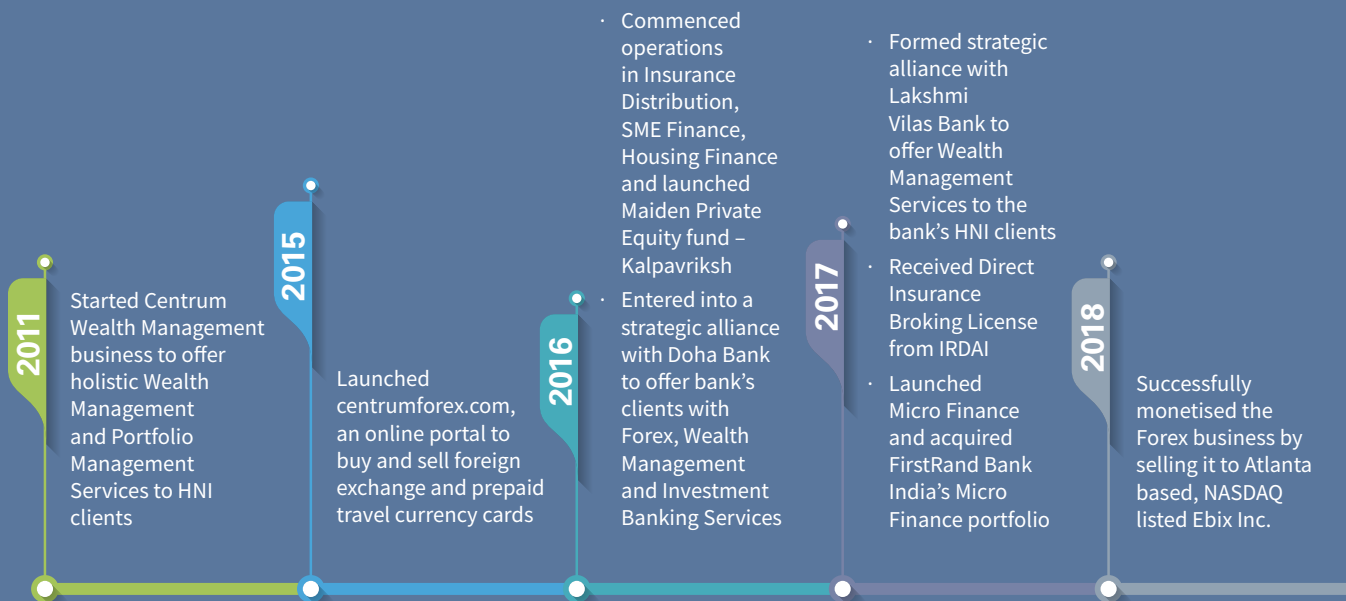 2011
Started Centrum
Wealth Management
business to offer
holistic Wealth
Management
and Portfolio
Management
Services to HNI
clients
2015
Launched
centrumforex.com,
an online portal to
buy and sell foreign
exchange and prepaid
travel currency cards
2016
· Commenced
operations
in Insurance
Distribution,
SME Finance,
Housing Finance
and launched
Maiden Private
Equity fund –
Kalpavriksh
· Entered into a
strategic alliance
with Doha Bank
to offer bank’s
clients with
Forex, Wealth
Management
and Investment
Banking Services
2017
· Formed strategic
alliance with
Lakshmi
Vilas Bank to
offer Wealth
Management
Services to the
bank’s HNI clients
· Received Direct
Insurance
Broking License
from IRDAI
· Launched
Micro Finance
and acquired
FirstRand Bank
India’s Micro
Finance portfolio
2018
Successfully
monetised the
Forex business by
selling it to Atlanta
based, NASDAQ
listed Ebix Inc.